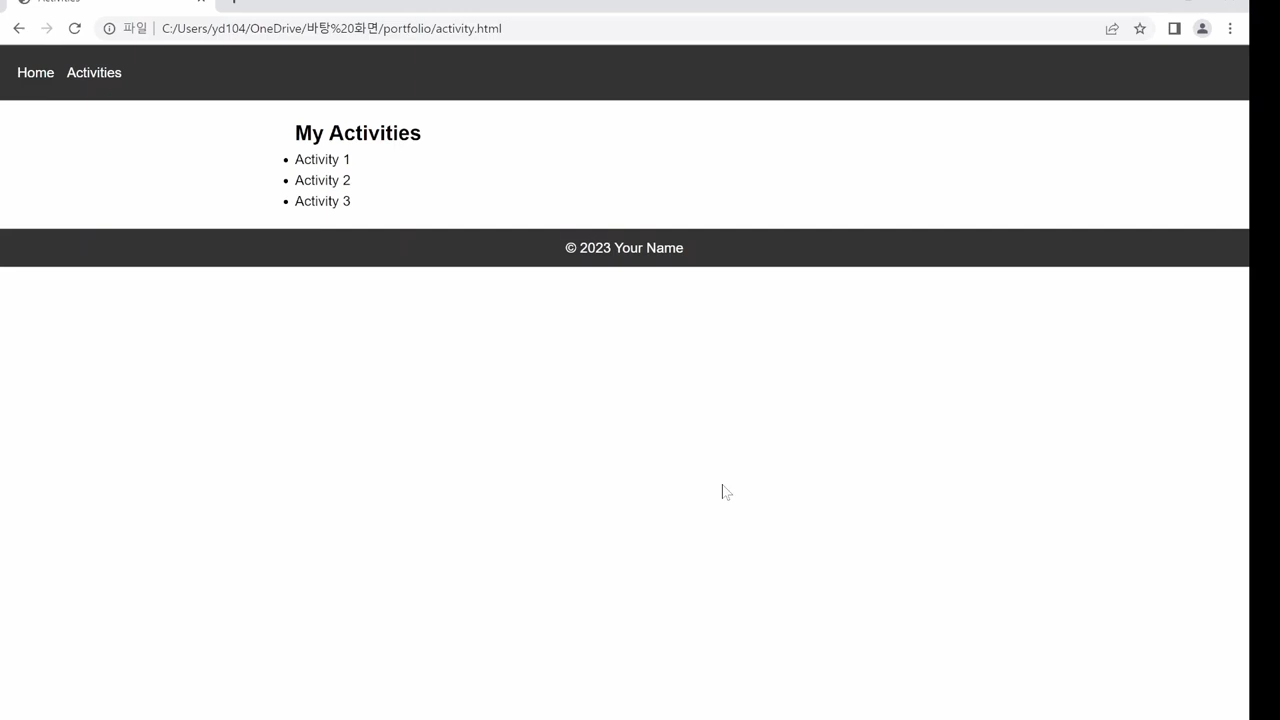 Activities
파일 C:/Users/yd104/OneDrive/바탕%20화면/portfolio/activity.html
Home Activities
My Activities
• Activity 1
• Activity 2
• Activity 3
© 2023 Your Name